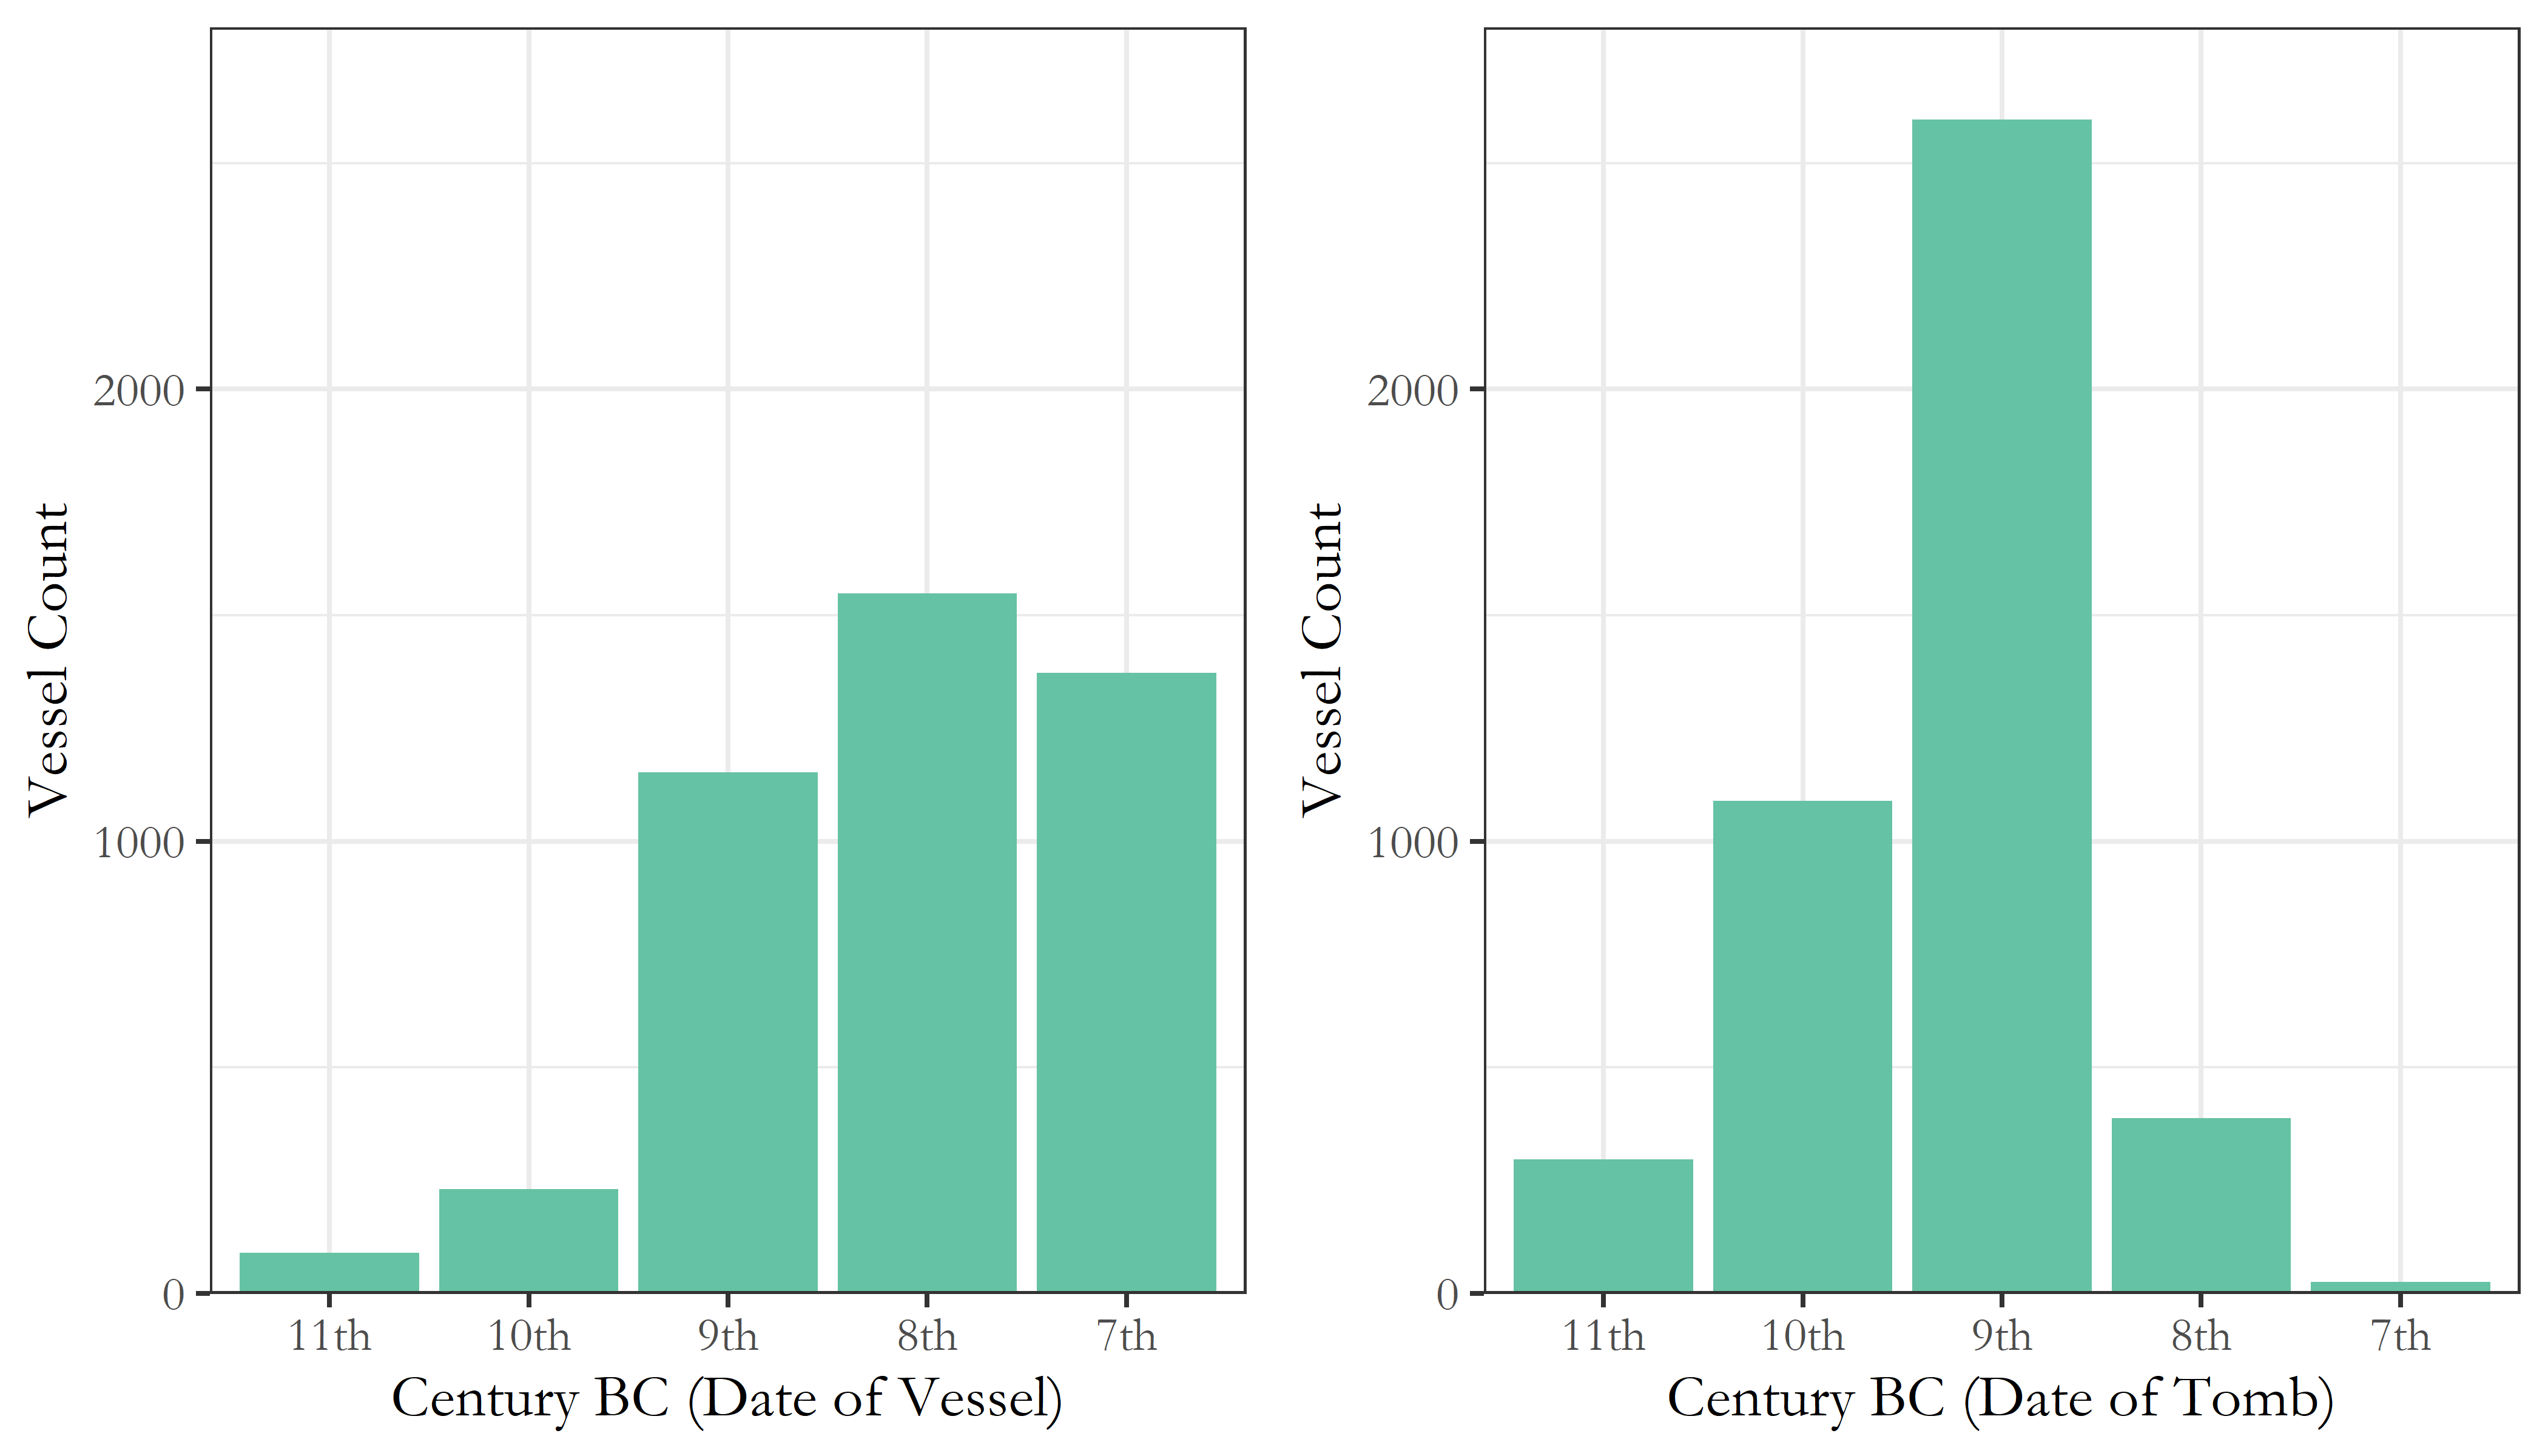 Vessel Count
2000
1000
0
11th 10th 9th 8th 7th
Century BC (Date of Vessel)
Vessel Count
2000
1000
0
11th 10th 9th 8th 7th
Century BC (Date of Tomb)